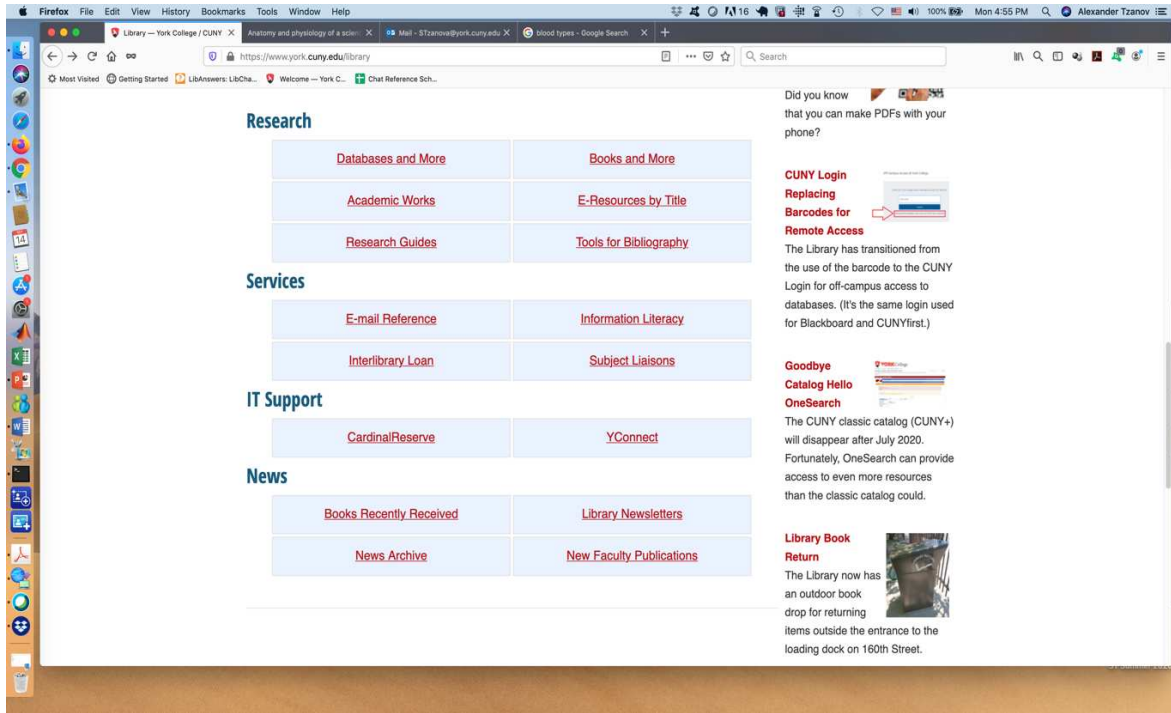 Firefox File Edit View History Bookmarks Tools Window Help 16 100% Mon 4:55 PM Alexander Tzanov
Library — York College / CUNY X Anatomy and physiology of a scien X Mail - STzanova@york.cuny.edu X blood types - Google Search X +
https://www.york.cuny.edu/library Search
Most Visited Getting Started LibAnswers: LibCha... Welcome — York C... Chat Reference Sch...
Research
Databases and More Books and More
Academic Works E-Resources by Title
Research Guides Tools for Bibliography
Services
E-mail Reference Information Literacy
Interlibrary Loan Subject Liaisons
IT Support
CardinalReserve YConnect
News
Books Recently Received Library Newsletters
News Archive New Faculty Publications
Did you know
that you can make PDFs with your
phone?
CUNY Login
Replacing
Barcodes for
Remote Access
The Library has transitioned from
the use of the barcode to the CUNY
Login for off-campus access to
databases. (It's the same login used
for Blackboard and CUNYfirst.)
Goodbye
Catalog Hello
OneSearch
The CUNY classic catalog (CUNY+)
will disappear after July 2020.
Fortunately, OneSearch can provide
access to even more resources
than the classic catalog could.
Library Book
Return
The Library now has
an outdoor book
drop for returning
items outside the entrance to the
loading dock on 160th Street.
14